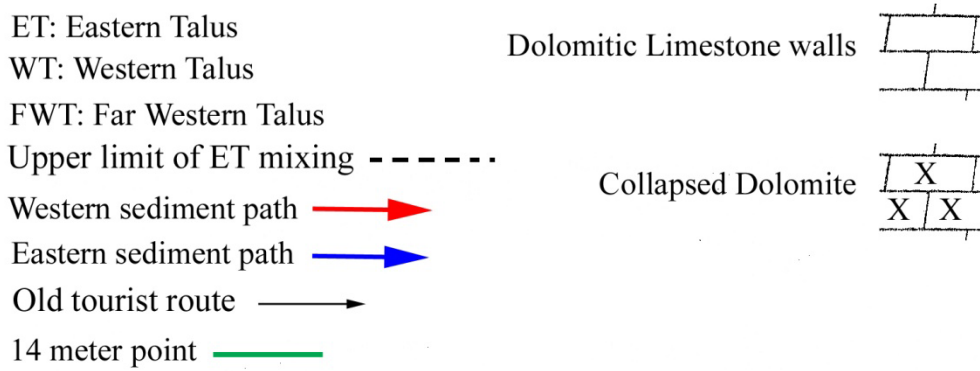 ET: Eastern Talus
WT: Western Talus
FWT: Far Western Talus
Upper limit of ET mixing
Western sediment path
Eastern sediment path
Old tourist route
14 meter point
Dolomitic Limestone walls
Collapsed Dolomite
X
X X